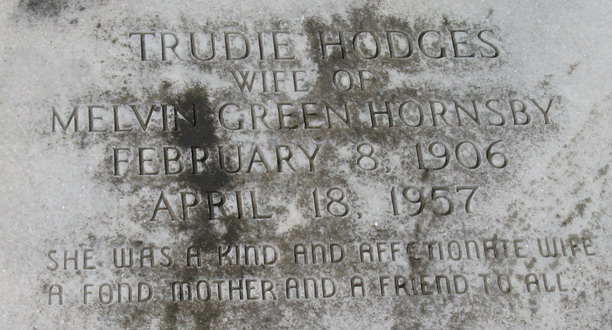 TRUDIE HODGES
WIFE OF
MELVIN GREEN HORNSBY
FEBRUARY 8, 1906
APRIL 18, 1957
SHE WAS A KIND AND AFFETIONATE WIFE
A FOND MOTHER AND A FRIEND TO ALL.